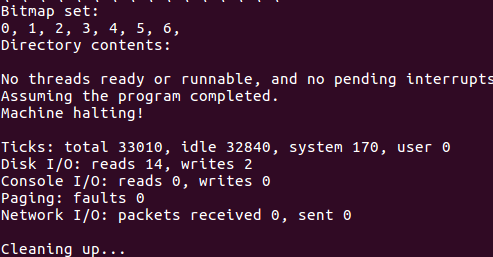 Bitmap set:
0, 1, 2, 3, 4, 5, 6,
Directory contents:
No threads ready or runnable, and no pending interrupts
Assuming the program completed.
Machine halting!
Ticks: total 33010, idle 32840, system 170, user 0
Disk I/O: reads 14, writes 2
Console I/O: reads 0, writes 0
Paging: faults 0
Network I/O: packets received 0, sent 0
Cleaning up...